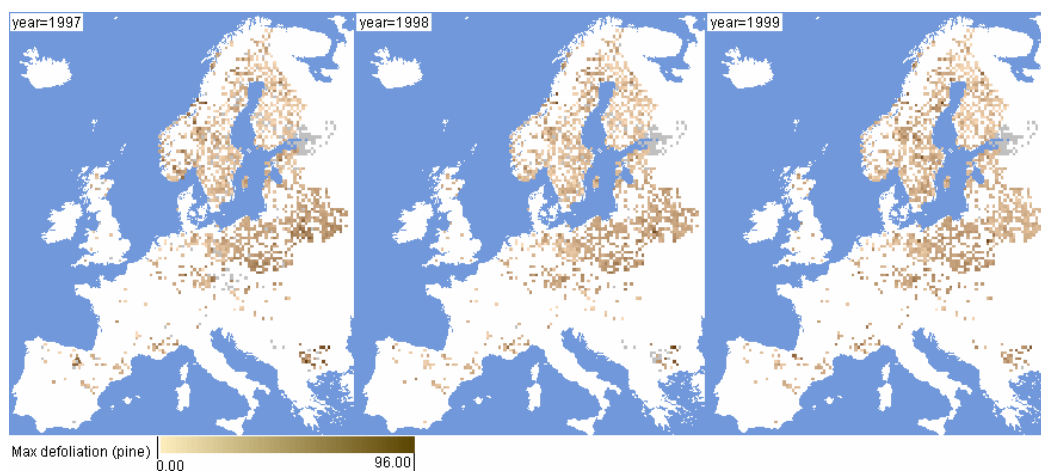 year=1997
year=1998
year=1999
Max defoliation (pine)
0.00
96.00